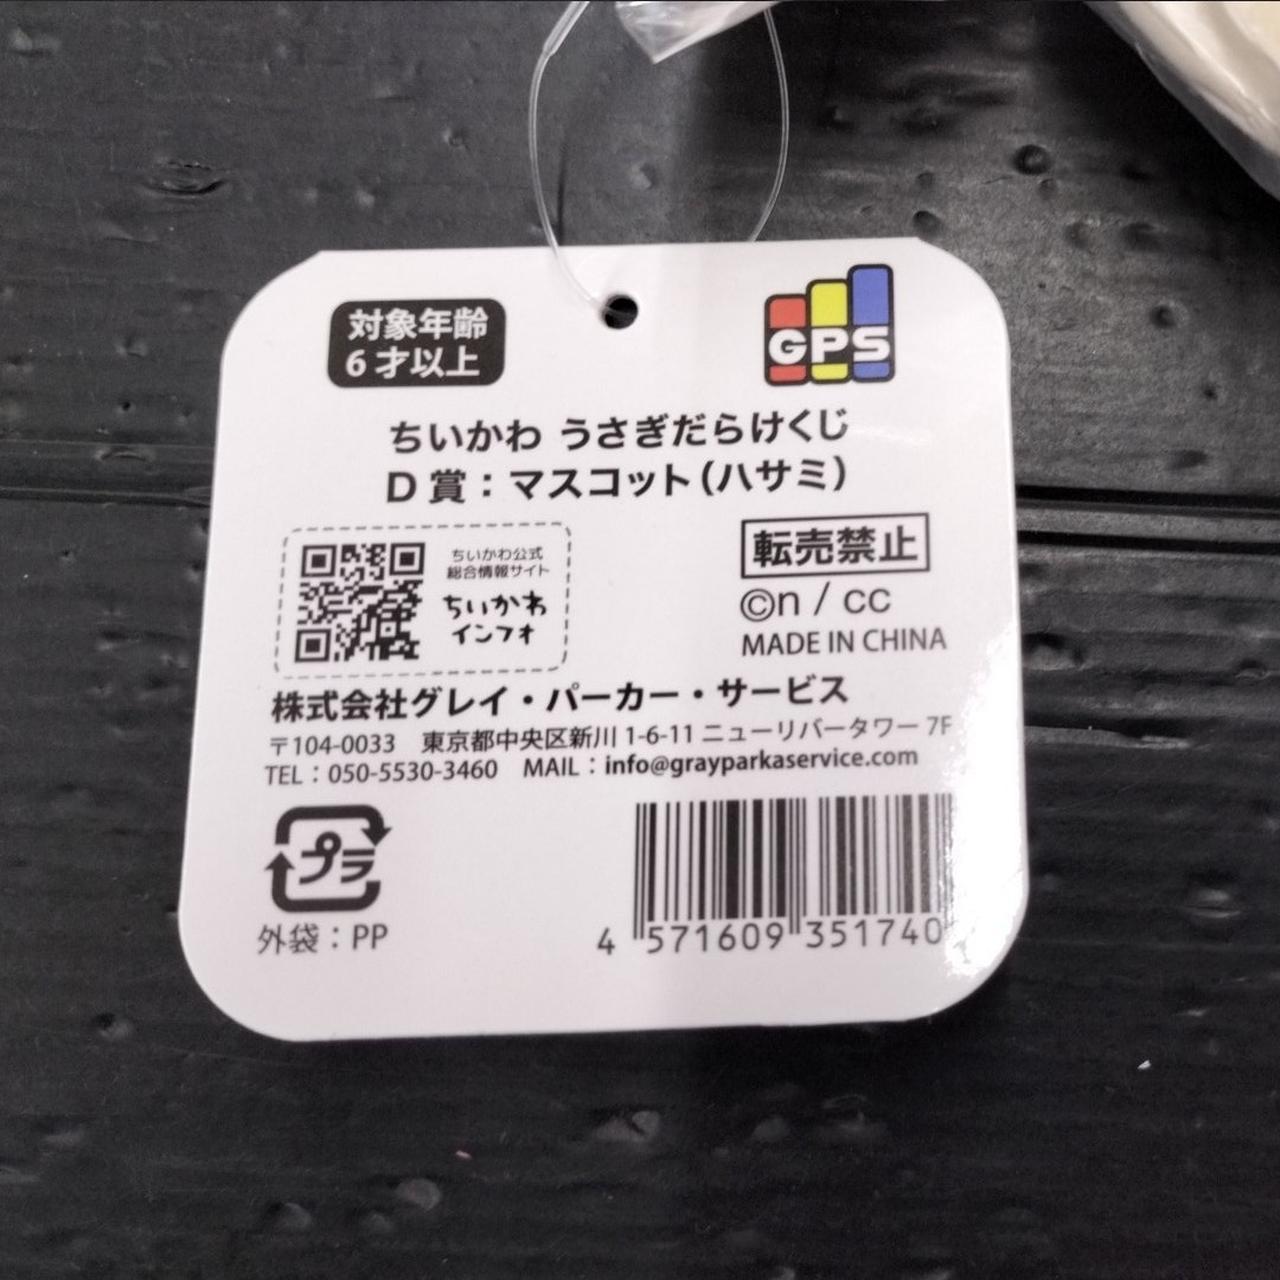 対象年齢
6才以上
GPS
ちいかわ うさぎだらけくじ
D賞：マスコット（ハサミ）
ちいかわ公式
総合情報サイト
ちいかわ
インフォ
転売禁止
©n / cc
MADE IN CHINA
株式会社グレイ・パーカー・サービス
〒104-0033 東京都中央区新川 1-6-11 ニューリバータワー 7F
TEL：050-5530-3460 MAIL：info@grayparkaservice.com
プラ
外袋：PP
4 571609 351740